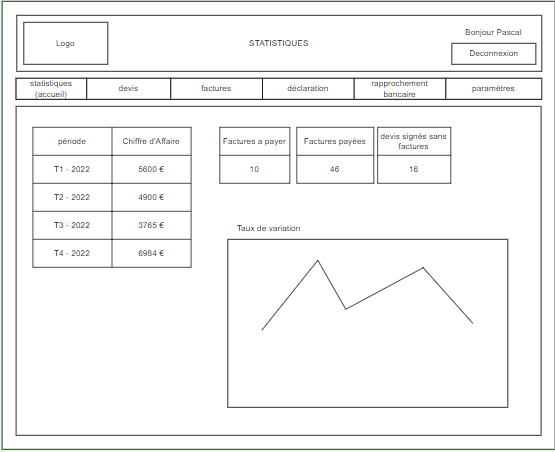 Bonjour Pascal
Logo
STATISTIQUES
Deconnexion
statistiques
(accueil)
devis
factures
déclaration
rapprochement
bancaire
paramètres
période
Chiffre d'Affaire
T1 - 2022
5600 €
T2 - 2022
4900 €
T3 - 2022
3765 €
T4 - 2022
6984 €
Factures a payer
10
Factures payées
46
devis signés sans
factures
16
Taux de variation